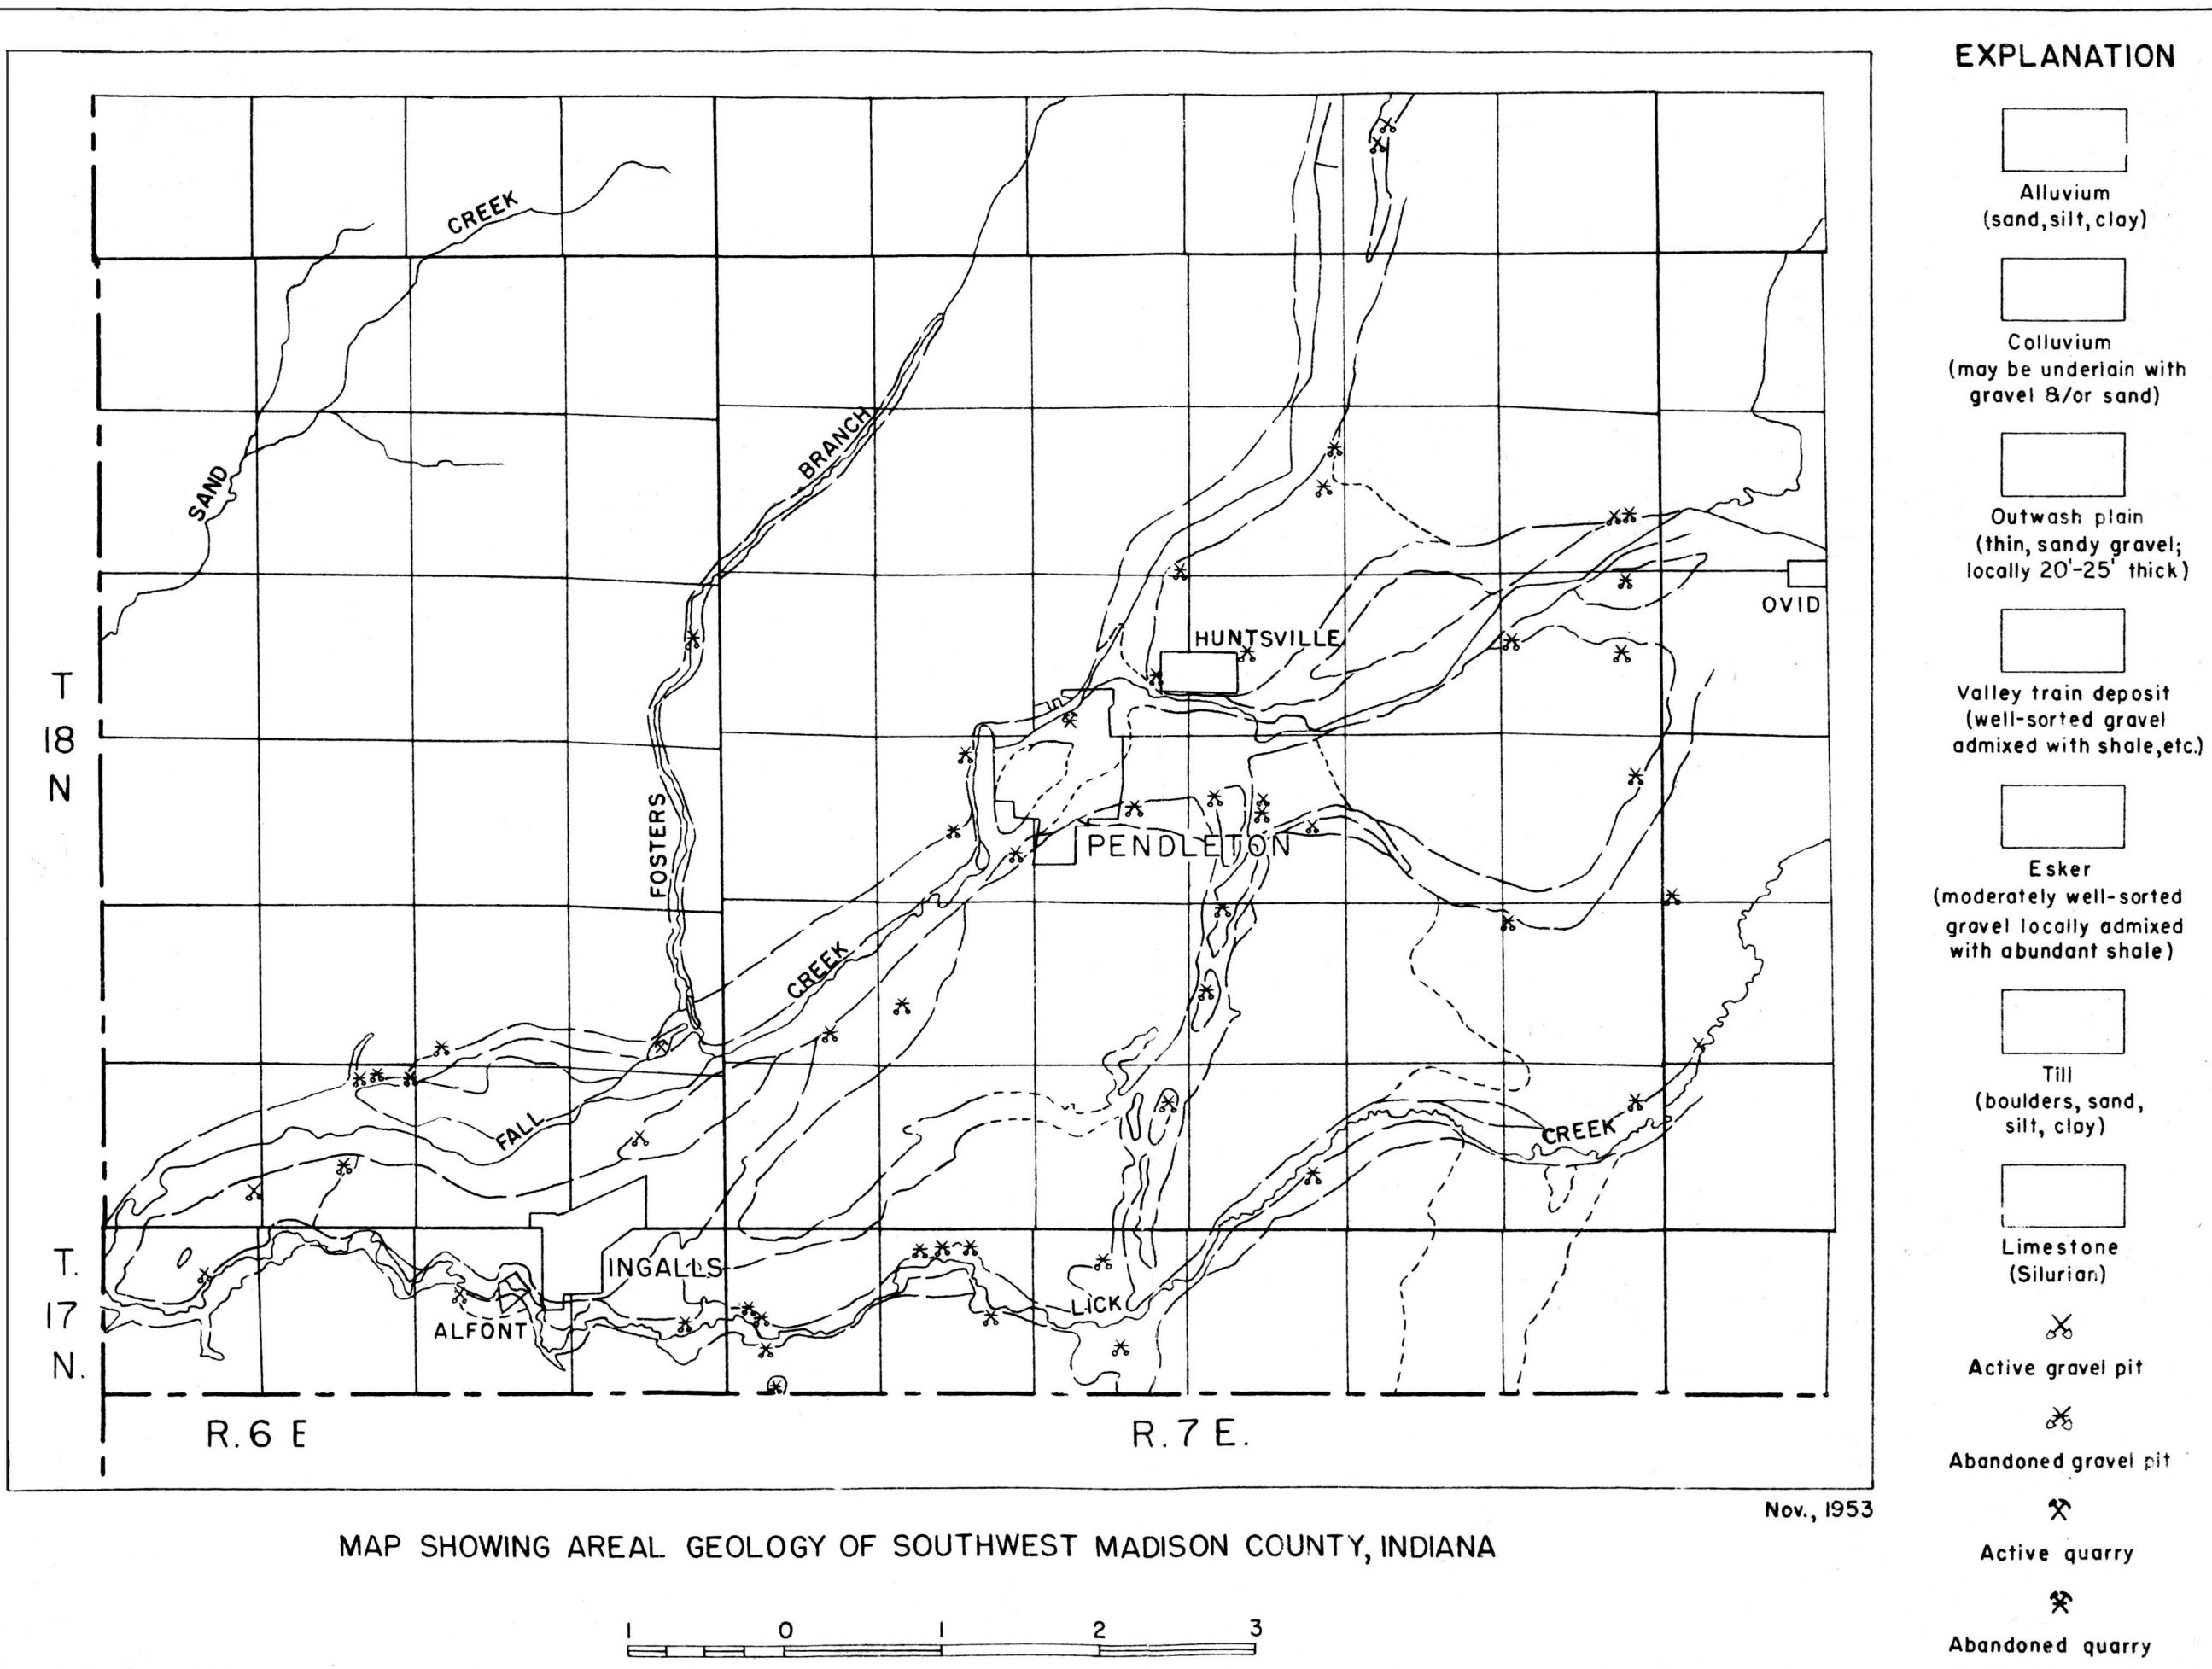 EXPLANATION
Alluvium
(sand, silt, clay)
Colluvium
(may be underlain with
gravel &/or sand)
Outwash plain
(thin, sandy gravel;
locally 20'-25' thick)
Valley train deposit
(well-sorted gravel
admixed with shale, etc.)
Esker
(moderately well-sorted
gravel locally admixed
with abundant shale)
Till
(boulders, sand,
silt, clay)
Limestone
(Silurian)
Active gravel pit
Abandoned gravel pit
Active quarry
Abandoned quarry
CREEK
SAND
BRANCH
FOSTERS
OVID
HUNTSVILLE
PENDLETON
CREEK
FALL
CREEK
LICK
INGALLS
ALFONT
T
18
N
T.
17
N.
R. 6 E
R. 7 E.
Nov., 1953
MAP SHOWING AREAL GEOLOGY OF SOUTHWEST MADISON COUNTY, INDIANA
1 0 1 2 3